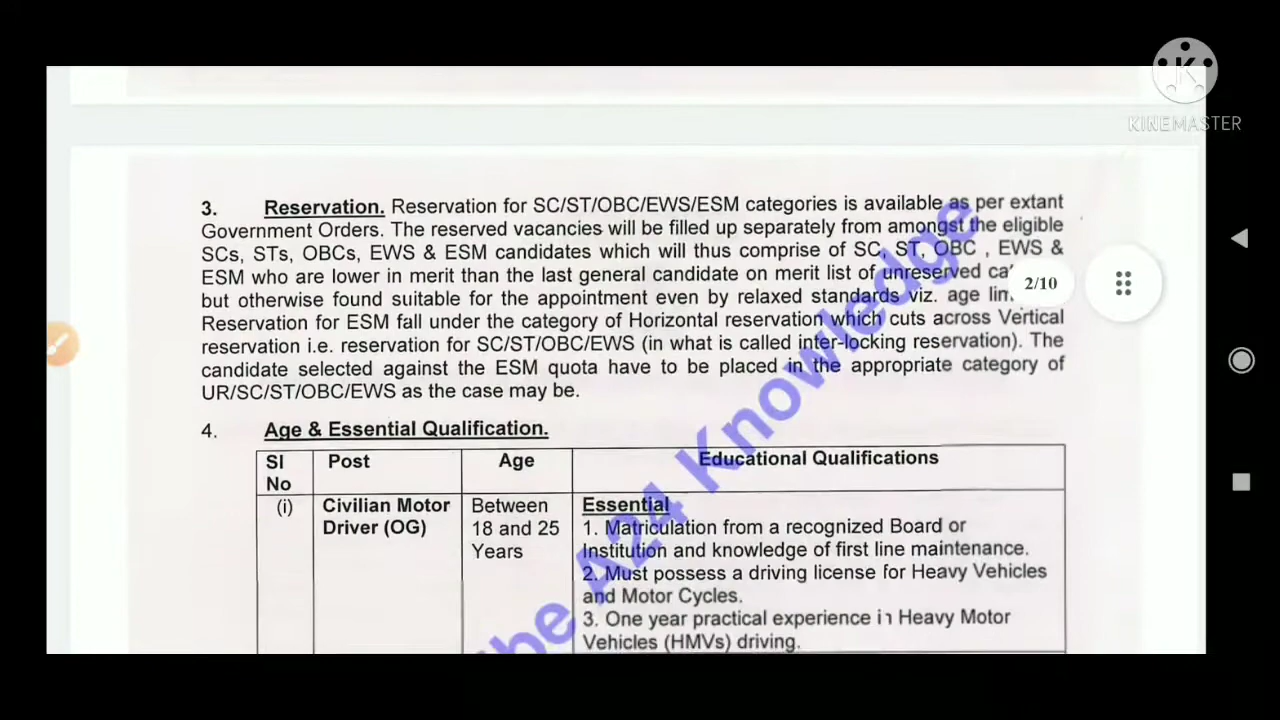 KINEMASTER
3. Reservation. Reservation for SC/ST/OBC/EWS/ESM categories is available as per extant
Government Orders. The reserved vacancies will be filled up separately from amongst the eligible
SCs, STs, OBCs, EWS & ESM candidates which will thus comprise of SC, ST, OBC , EWS &
ESM who are lower in merit than the last general candidate on merit list of unreserved
but otherwise found suitable for the appointment even by relaxed standards viz. age
2/10
Reservation for ESM fall under the category of Horizontal reservation which cuts across Vertical
reservation i.e. reservation for SC/ST/OBC/EWS (in what is called inter-locking reservation). The
candidate selected against the ESM quota have to be placed in the appropriate category of
UR/SC/ST/OBC/EWS as the case may be.
4. Age & Essential Qualification.
Sl No Post Age Educational Qualifications
(i) Civilian Motor Driver (OG) Between 18 and 25 Years Essential
1. Matriculation from a recognized Board or
Institution and knowledge of first line maintenance.
2. Must possess a driving license for Heavy Vehicles
and Motor Cycles.
3. One year practical experience in Heavy Motor
Vehicles (HMVs) driving.
The A24 Knowledge